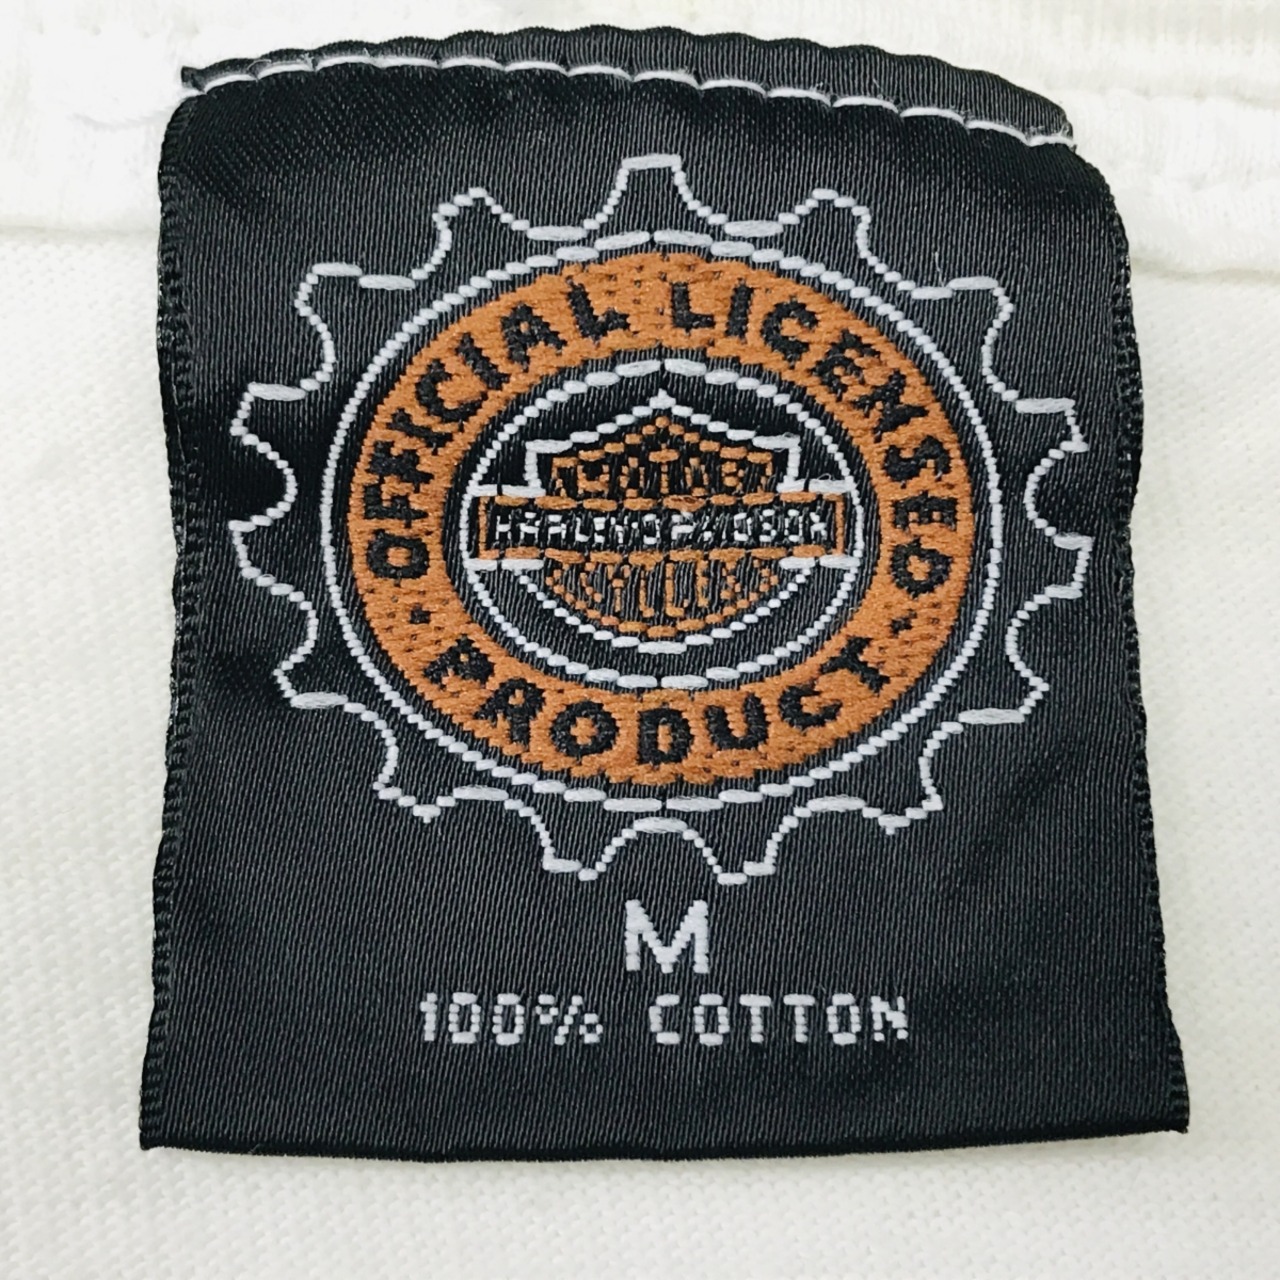 OFFICIAL LICENSED
HARLEY-DAVIDSON
· PRODUCT ·
M
100% COTTON